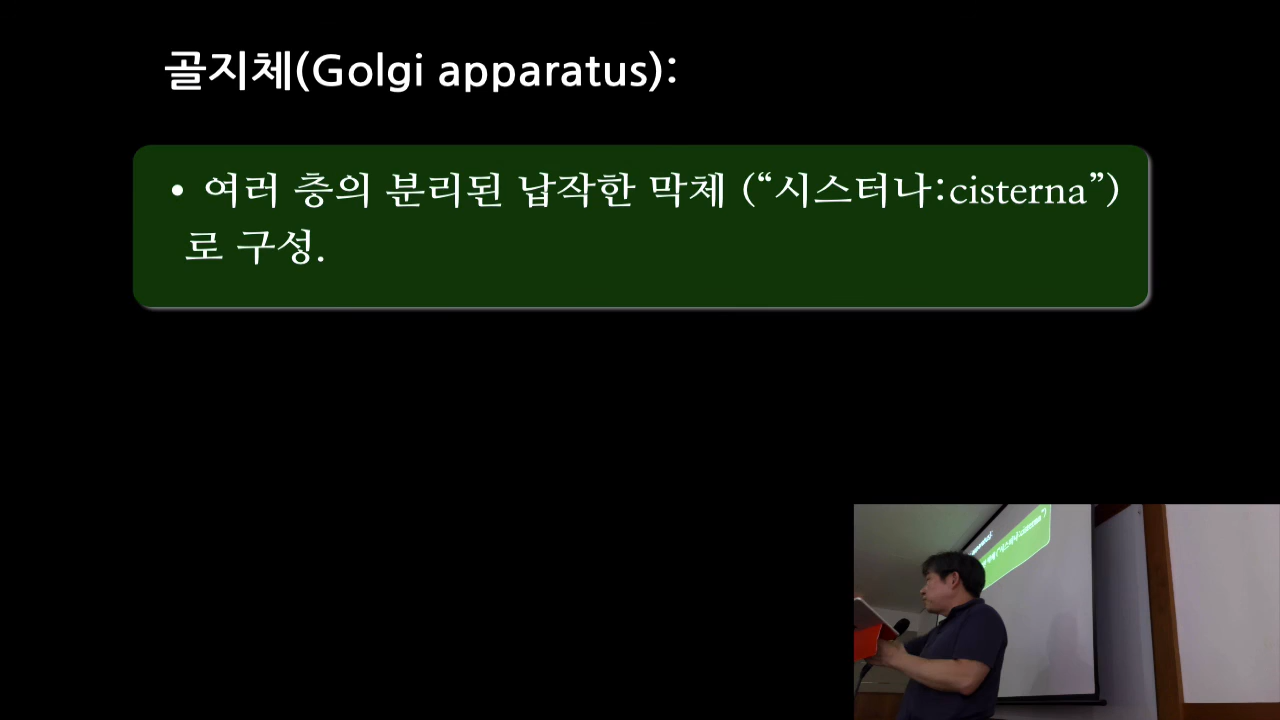 골지체(Golgi apparatus):
• 여러 층의 분리된 납작한 막체 (“시스터나:cisterna”)
로 구성.